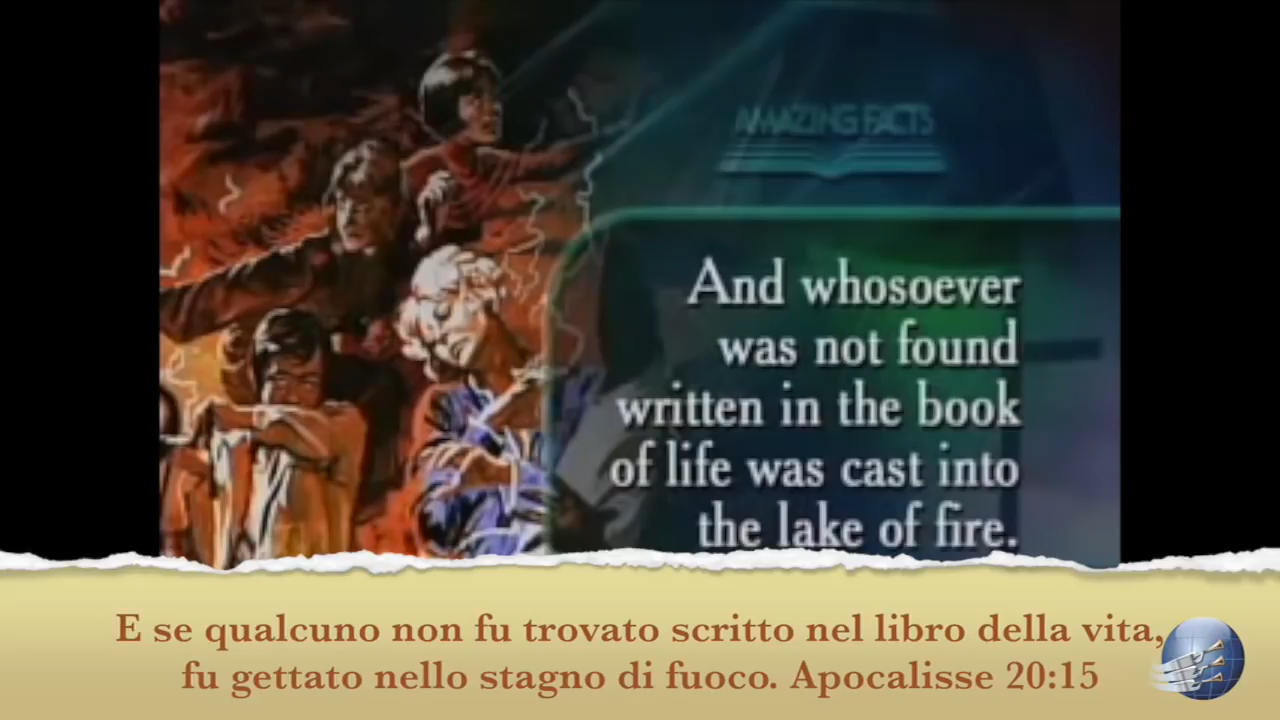 AMAZING FACTS
And whosoever
was not found
written in the book
of life was cast into
the lake of fire.
E se qualcuno non fu trovato scritto nel libro della vita,
fu gettato nello stagno di fuoco. Apocalisse 20:15